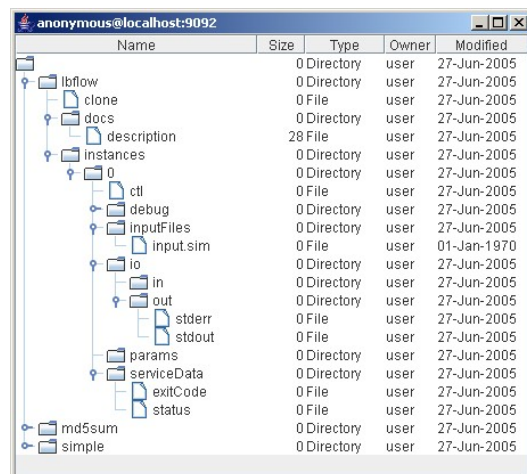 anonymous@localhost:9092
Name Size Type Owner Modified
0 Directory user 27-Jun-2005
lbflow 0 Directory user 27-Jun-2005
clone 0 File user 27-Jun-2005
docs 0 Directory user 27-Jun-2005
description 28 File user 27-Jun-2005
instances 0 Directory user 27-Jun-2005
0 0 Directory user 27-Jun-2005
ctl 0 File user 27-Jun-2005
debug 0 Directory user 27-Jun-2005
inputFiles 0 Directory user 27-Jun-2005
input.sim 0 File user 01-Jan-1970
io 0 Directory user 27-Jun-2005
in 0 Directory user 27-Jun-2005
out 0 Directory user 27-Jun-2005
stderr 0 File user 27-Jun-2005
stdout 0 File user 27-Jun-2005
params 0 Directory user 27-Jun-2005
serviceData 0 Directory user 27-Jun-2005
exitCode 0 File user 27-Jun-2005
status 0 File user 27-Jun-2005
md5sum 0 Directory user 27-Jun-2005
simple 0 Directory user 27-Jun-2005